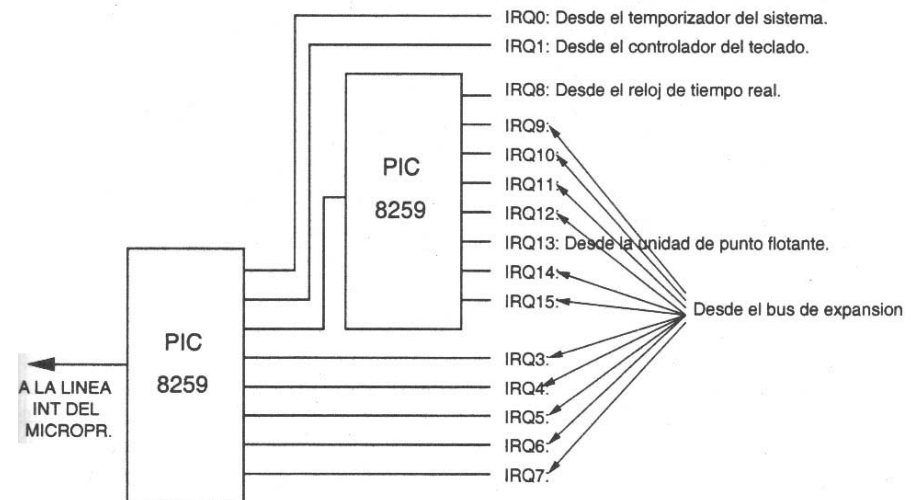 IRQ0: Desde el temporizador del sistema.
IRQ1: Desde el controlador del teclado.
IRQ8: Desde el reloj de tiempo real.
IRQ9:
IRQ10:
IRQ11:
IRQ12:
IRQ13: Desde la unidad de punto flotante.
IRQ14:
IRQ15:
PIC
8259
Desde el bus de expansion
PIC
8259
A LA LINEA
INT DEL
MICROPR.
IRQ3:
IRQ4:
IRQ5:
IRQ6:
IRQ7: